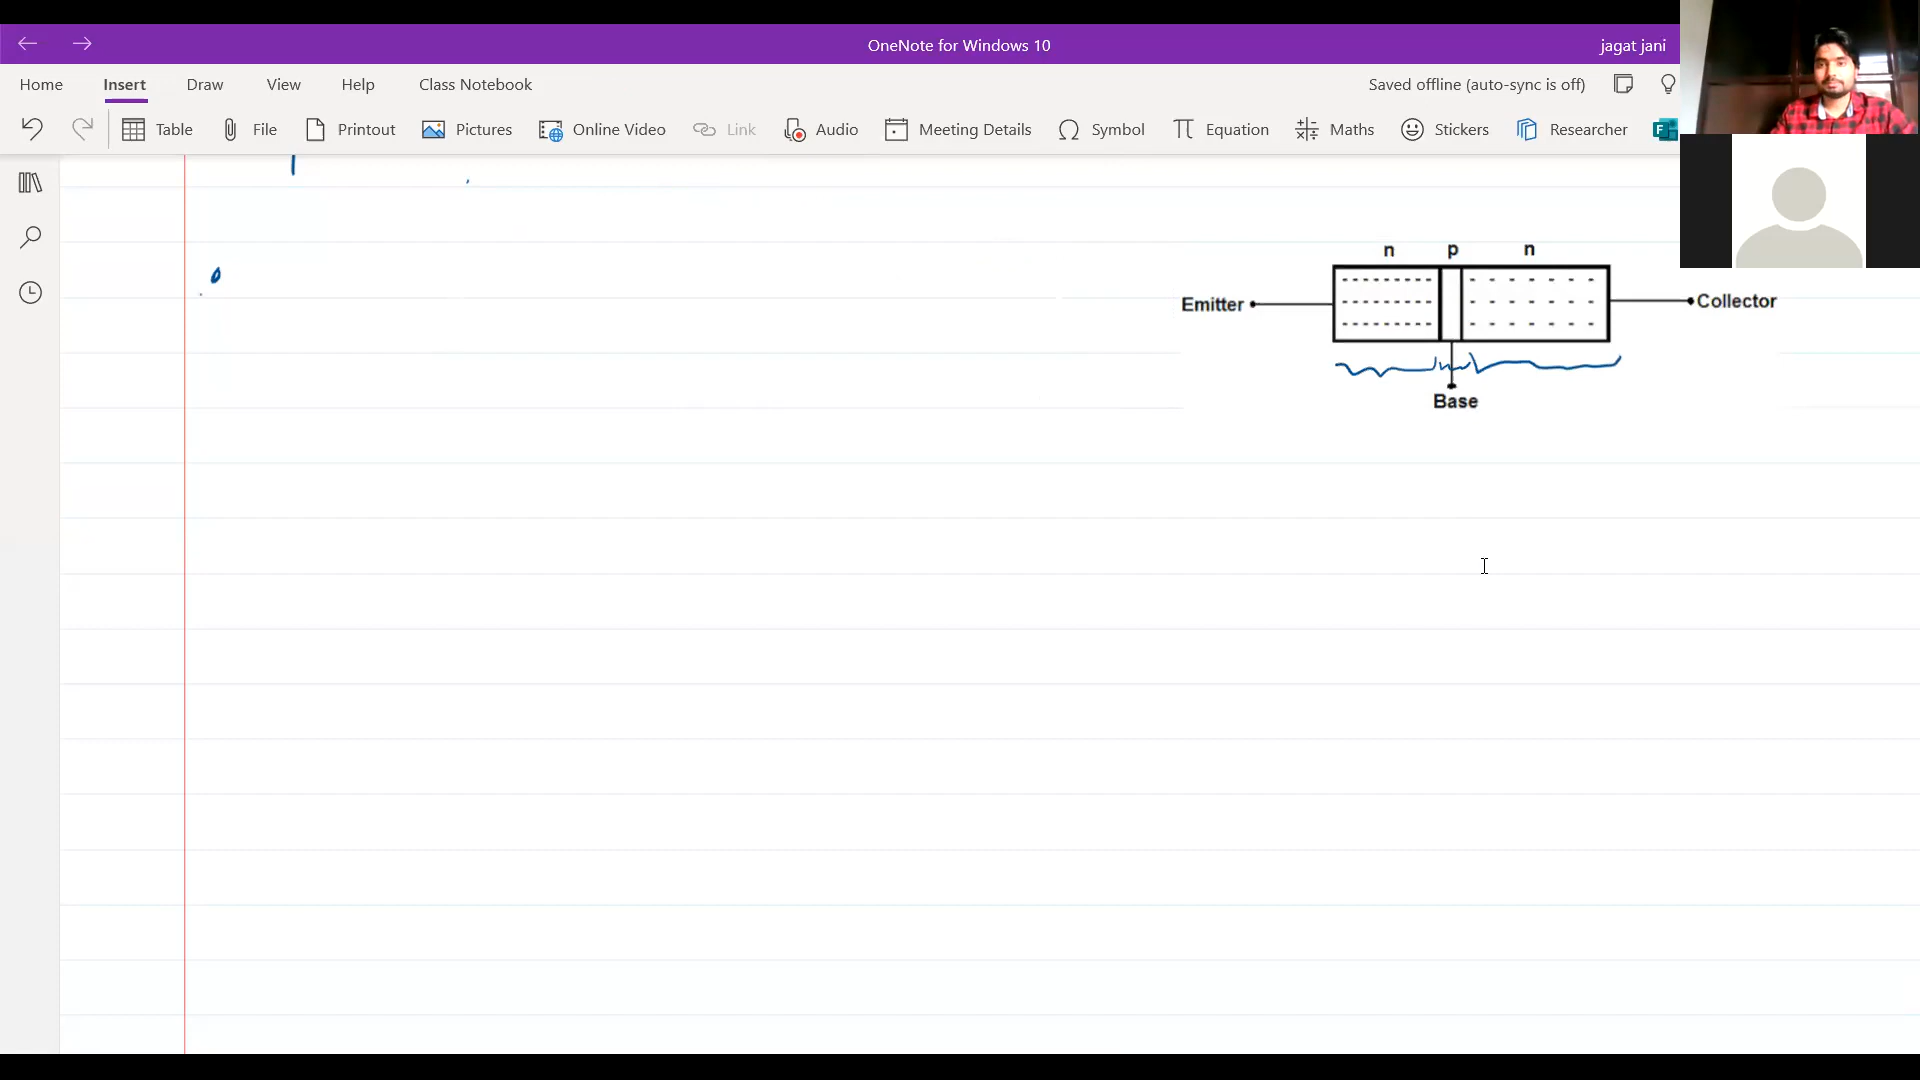 OneNote for Windows 10
jagat jani
Home Insert Draw View Help Class Notebook
Saved offline (auto-sync is off)
Table File Printout Pictures Online Video Link Audio Meeting Details Symbol Equation Maths Stickers Researcher
n p n
Emitter
Collector
Base